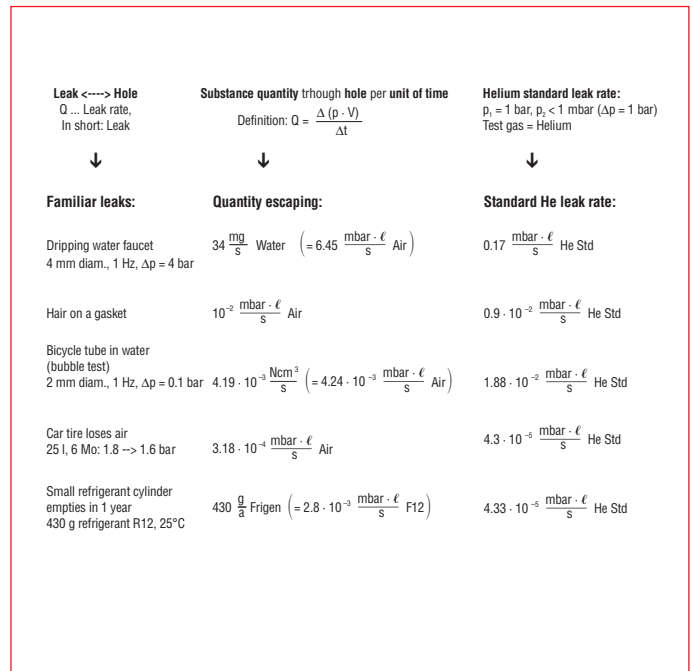 Leak <----> Hole
Q ... Leak rate,
In short: Leak
Substance quantity trhough hole per unit of time
Definition: Q = Δ (p · V) / Δt
Helium standard leak rate:
p₁ = 1 bar, p₂ < 1 mbar (Δp = 1 bar)
Test gas = Helium
↓ ↓ ↓
Familiar leaks: Quantity escaping: Standard He leak rate:
Dripping water faucet
4 mm diam., 1 Hz, Δp = 4 bar
34 mg/s Water (= 6.45 mbar · ℓ/s Air)
0.17 mbar · ℓ/s He Std
Hair on a gasket
10⁻² mbar · ℓ/s Air
0.9 · 10⁻² mbar · ℓ/s He Std
Bicycle tube in water
(bubble test)
2 mm diam., 1 Hz, Δp = 0.1 bar
4.19 · 10⁻³ Ncm³/s (= 4.24 · 10⁻³ mbar · ℓ/s Air)
1.88 · 10⁻² mbar · ℓ/s He Std
Car tire loses air
25 l, 6 Mo: 1.8 --> 1.6 bar
3.18 · 10⁻⁴ mbar · ℓ/s Air
4.3 · 10⁻⁵ mbar · ℓ/s He Std
Small refrigerant cylinder
empties in 1 year
430 g refrigerant R12, 25°C
430 g/a Frigen (= 2.8 · 10⁻³ mbar · ℓ/s F12)
4.33 · 10⁻⁵ mbar · ℓ/s He Std